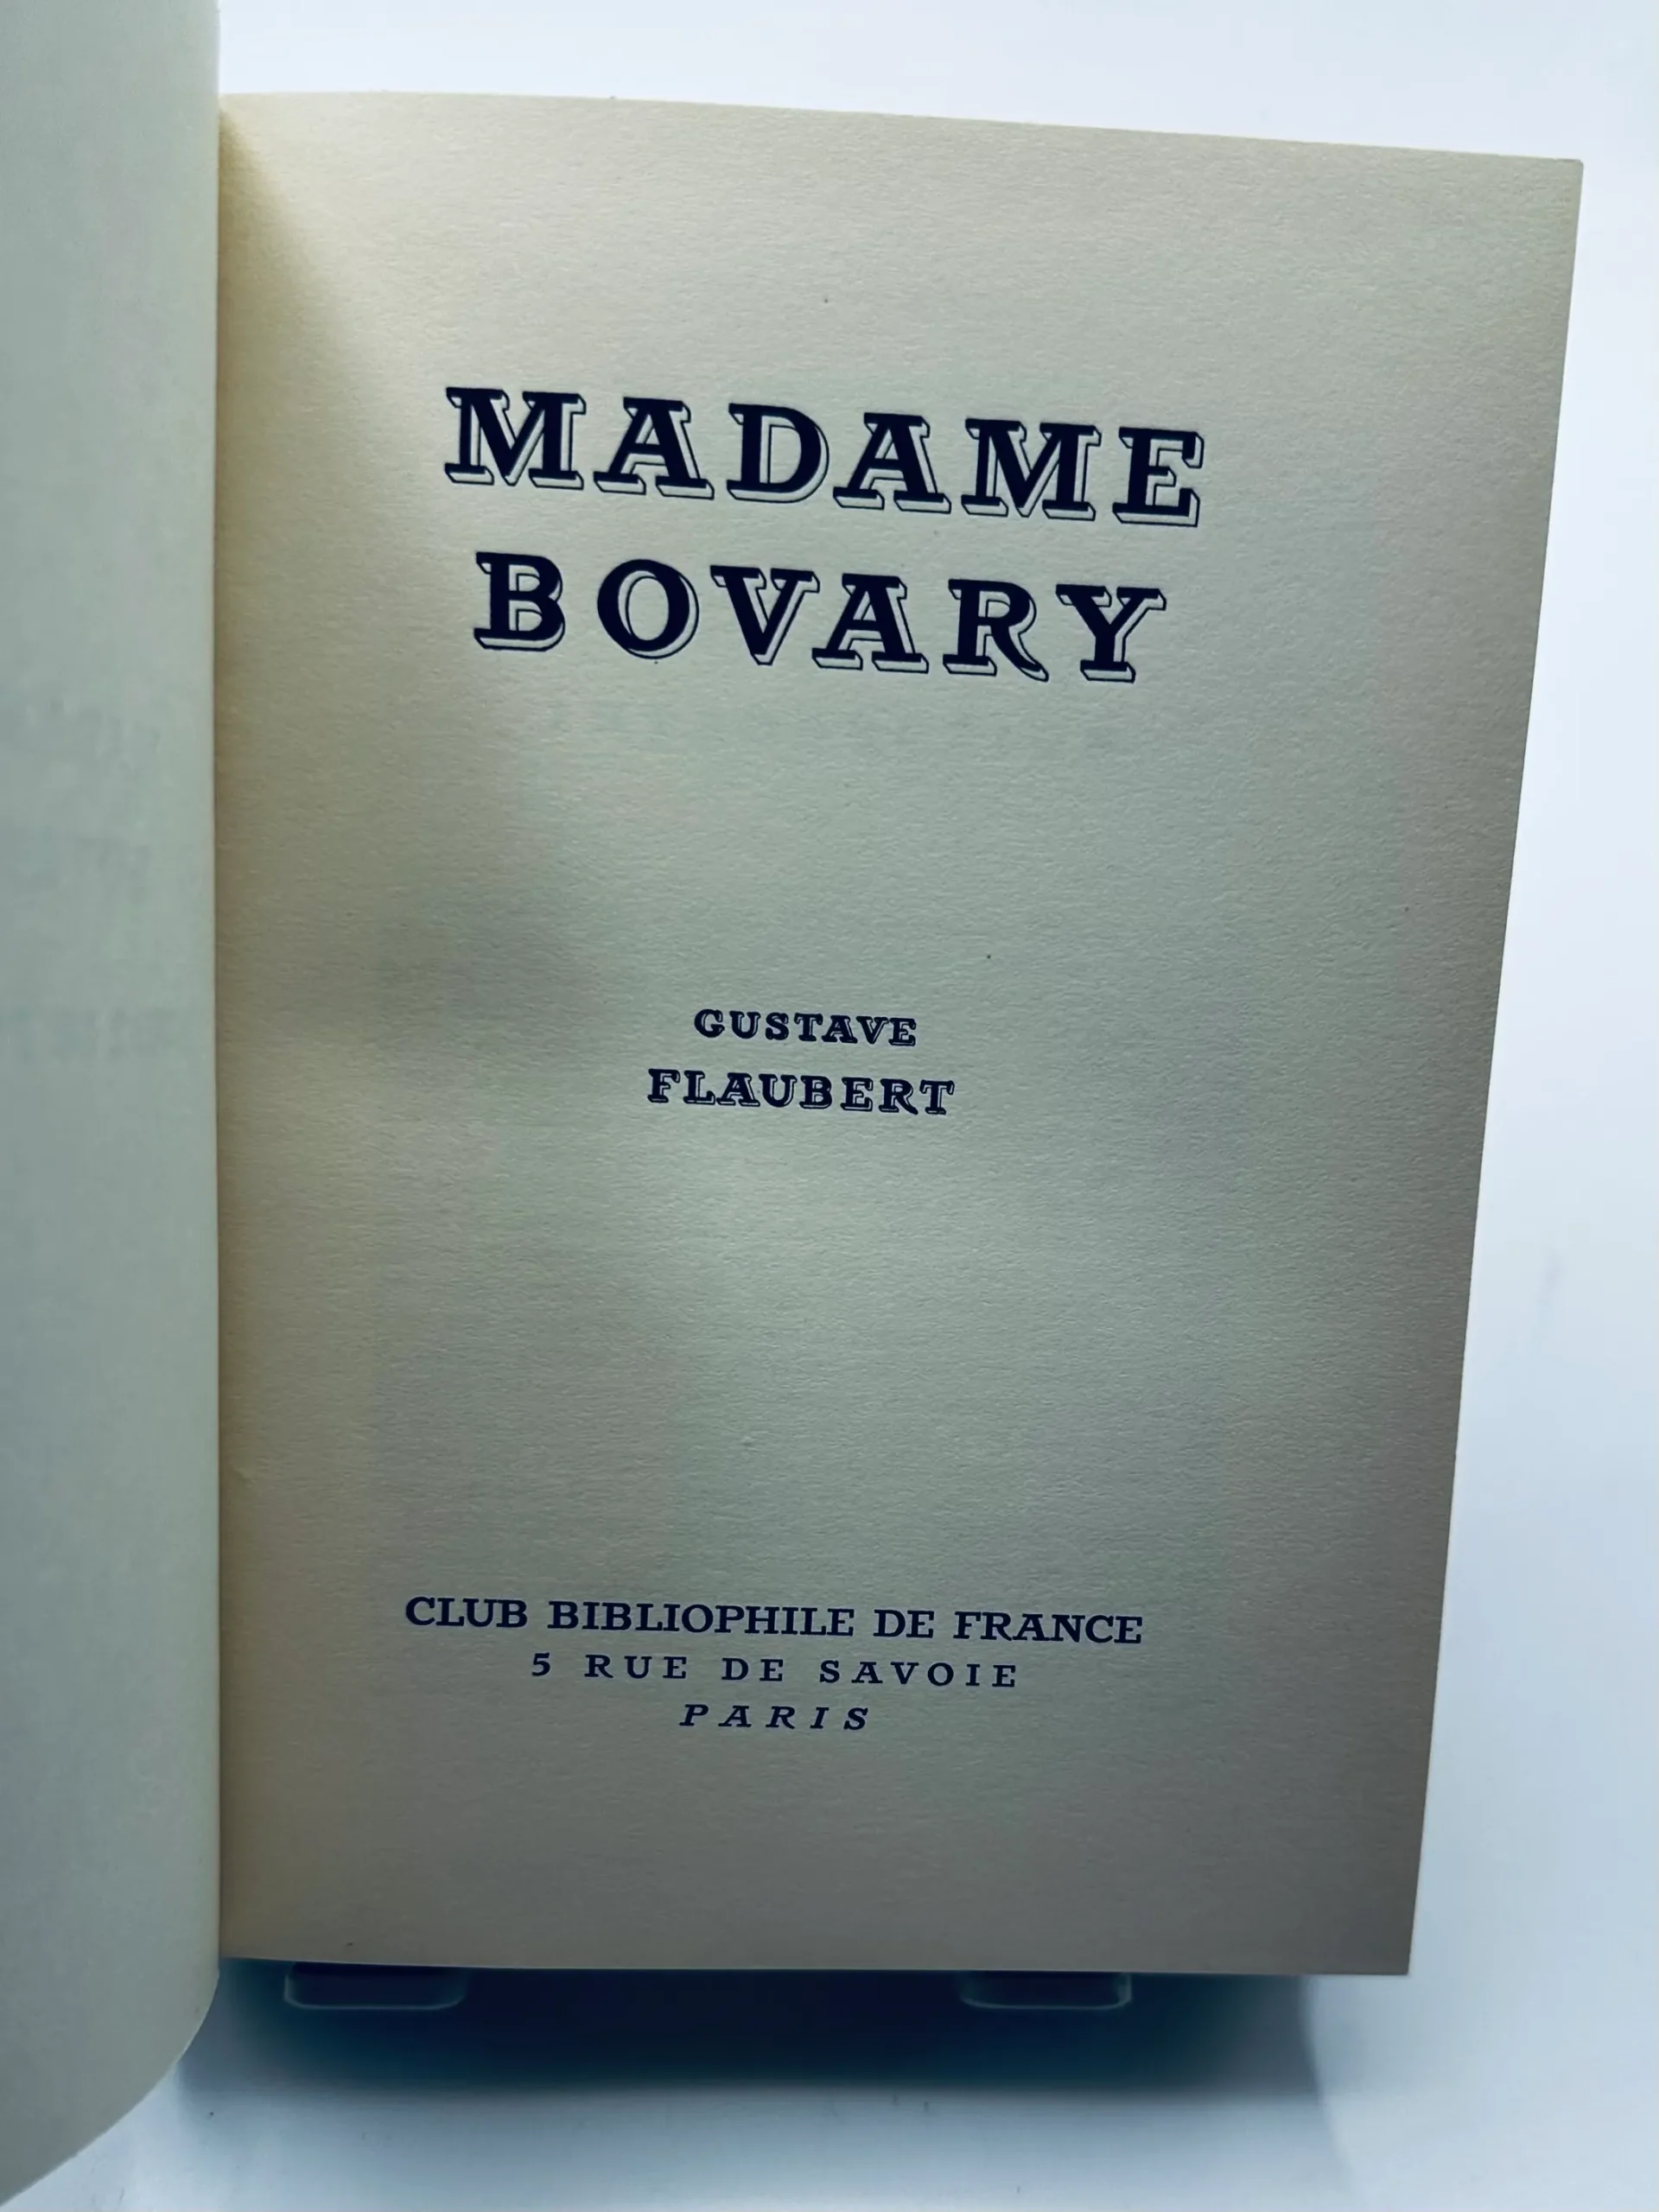 MADAME
BOVARY
GUSTAVE
FLAUBERT
CLUB BIBLIOPHILE DE FRANCE
5 RUE DE SAVOIE
PARIS